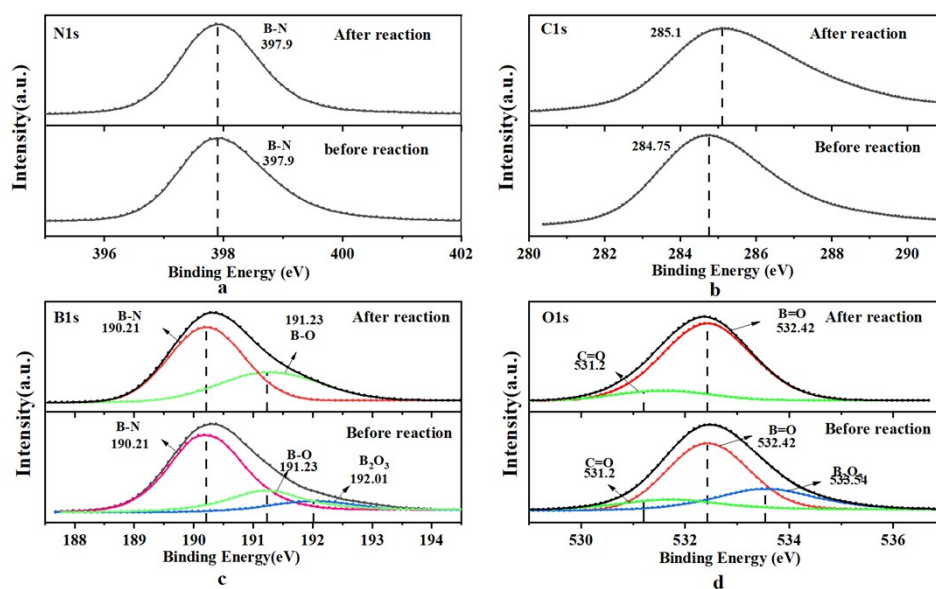 N1s
B-N
397.9
After reaction
B-N
397.9
before reaction
Intensity(a.u.)
396 398 400 402
Binding Energy (eV)
a
C1s
285.1
After reaction
284.75
Before reaction
Intensity(a.u.)
280 282 284 286 288 290
Binding Energy (eV)
b
B1s
B-N
190.21
191.23
B-O
After reaction
B-N
190.21
Before reaction
B-O
191.23
B2O3
192.01
Intensity(a.u.)
188 189 190 191 192 193 194
Binding Energy(eV)
c
O1s
After reaction
B=O
532.42
C=O
531.2
Before reaction
B=O
532.42
C=O
531.2
533.54
Intensity(a.u.)
530 532 534 536
Binding Energy(eV)
d